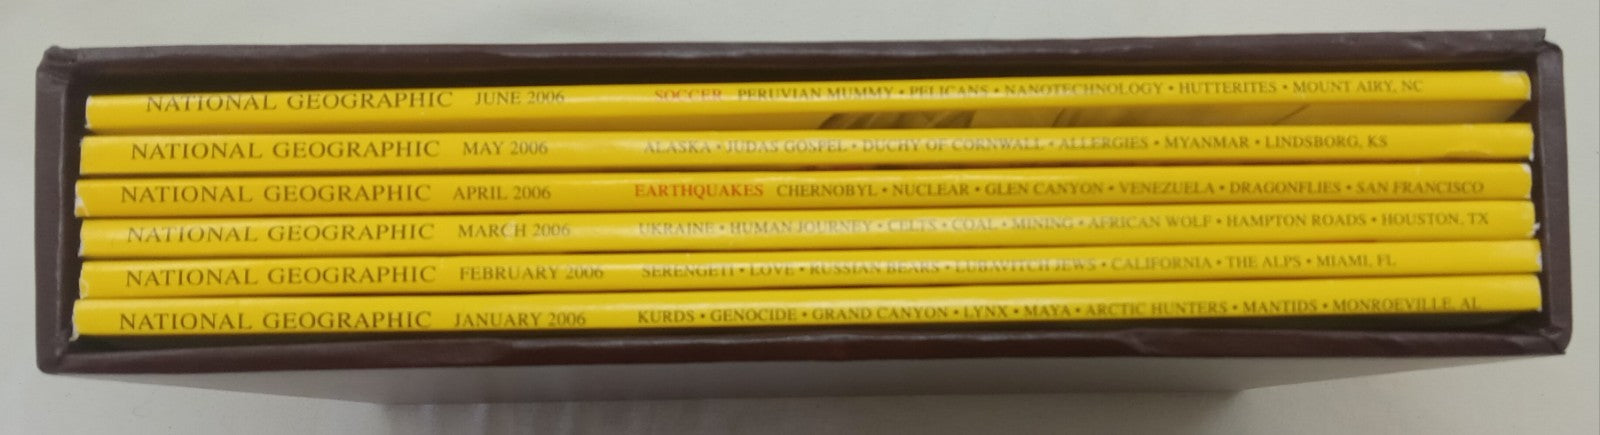 NATIONAL GEOGRAPHIC JUNE 2006 SOCCER PERUVIAN MUMMY • PELICANS • NANOTECHNOLOGY • HUTTERITES • MOUNT AIRY, NC
NATIONAL GEOGRAPHIC MAY 2006 ALASKA • JUDAS GOSPEL • DUCHY OF CORNWALL • ALLERGIES • MYANMAR • LINDSBORG, KS
NATIONAL GEOGRAPHIC APRIL 2006 EARTHQUAKES CHERNOBYL • NUCLEAR • GLEN CANYON • VENEZUELA • DRAGONFLIES • SAN FRANCISCO
NATIONAL GEOGRAPHIC MARCH 2006 UKRAINE • HUMAN JOURNEY • CELTS • COAL • MINING • AFRICAN WOLF • HAMPTON ROADS • HOUSTON, TX
NATIONAL GEOGRAPHIC FEBRUARY 2006 SERENGETI • LOVE • RUSSIAN BEARS • LUBAVITCH JEWS • CALIFORNIA • THE ALPS • MIAMI, FL
NATIONAL GEOGRAPHIC JANUARY 2006 KURDS • GENOCIDE • GRAND CANYON • LYNX • MAYA • ARCTIC HUNTERS • MANTIDS • MONROEVILLE, AL